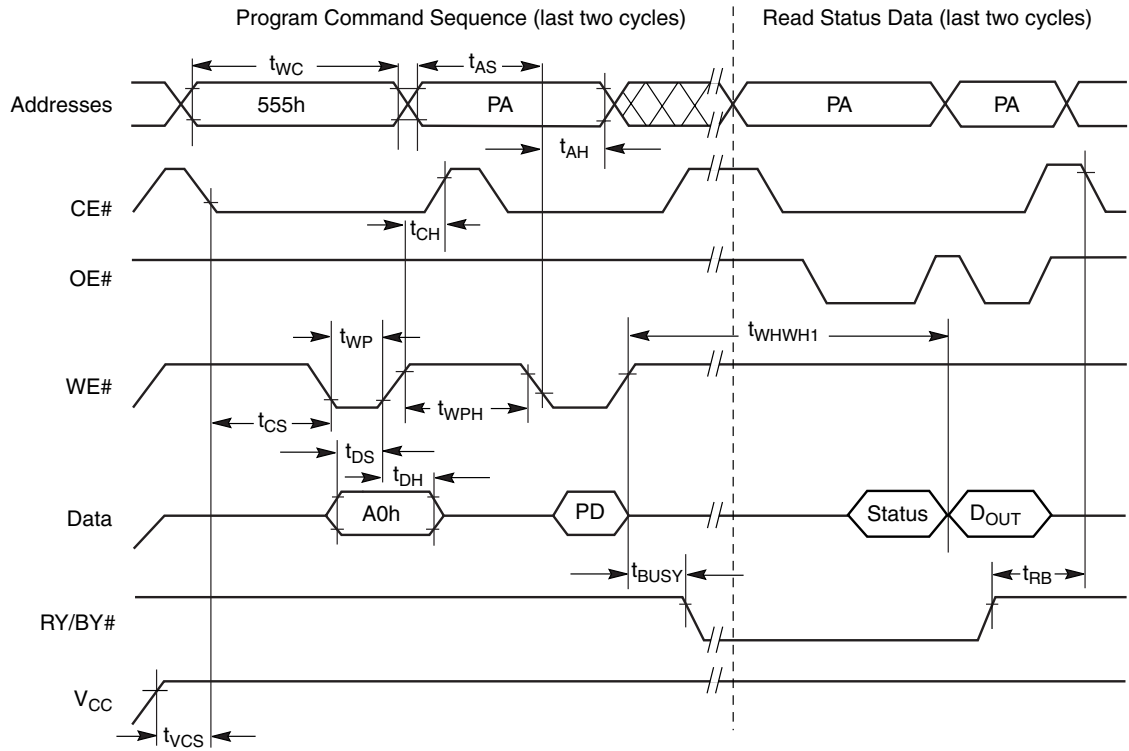 Program Command Sequence (last two cycles)
Read Status Data (last two cycles)
tWC
tAS
Addresses
555h
PA
PA
PA
tAH
CE#
tCH
OE#
tWP
tWHWH1
WE#
tCS
tWPH
tDS
tDH
Data
A0h
PD
Status
DOUT
tBUSY
tRB
RY/BY#
VCC
tVCS